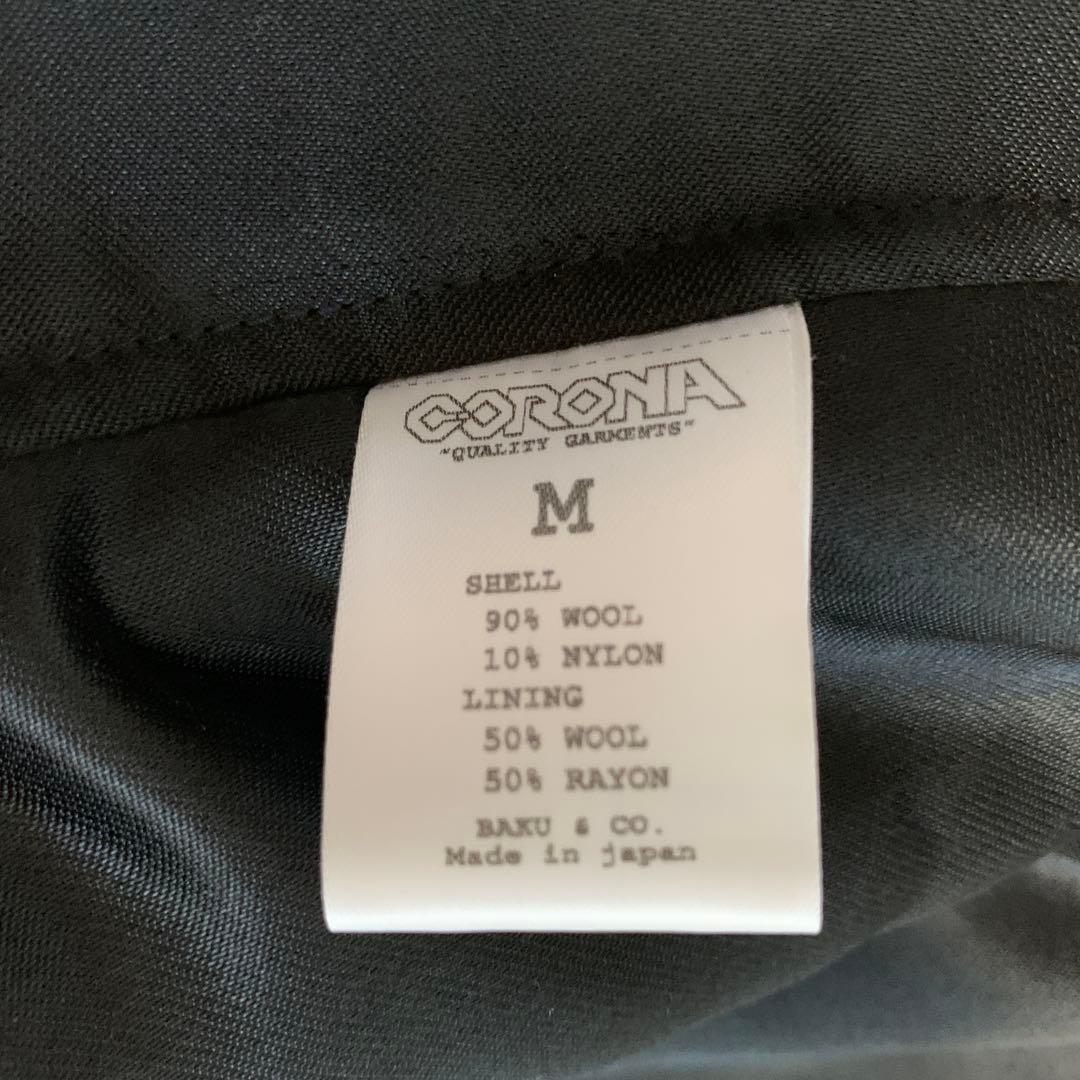 CORONA
"QUALITY GARMENTS"
M
SHELL
90% WOOL
10% NYLON
LINING
50% WOOL
50% RAYON
BAKU & CO.
Made in japan